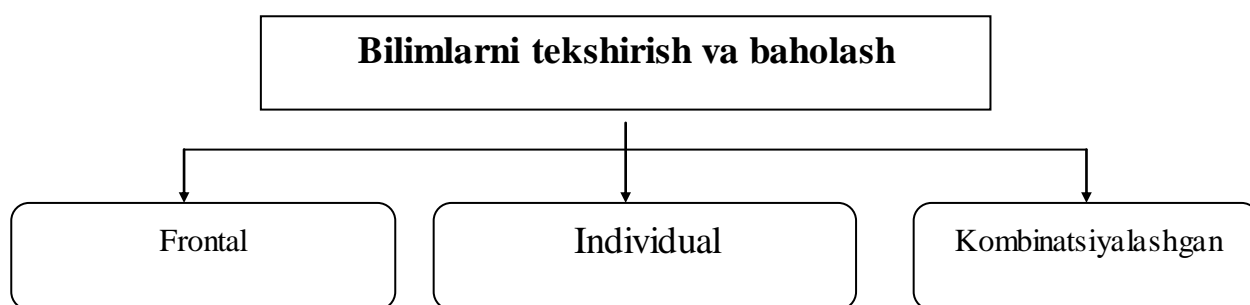 Bilimlarni tekshirish va baholash
Frontal
Individual
Kombinatsiyalashgan